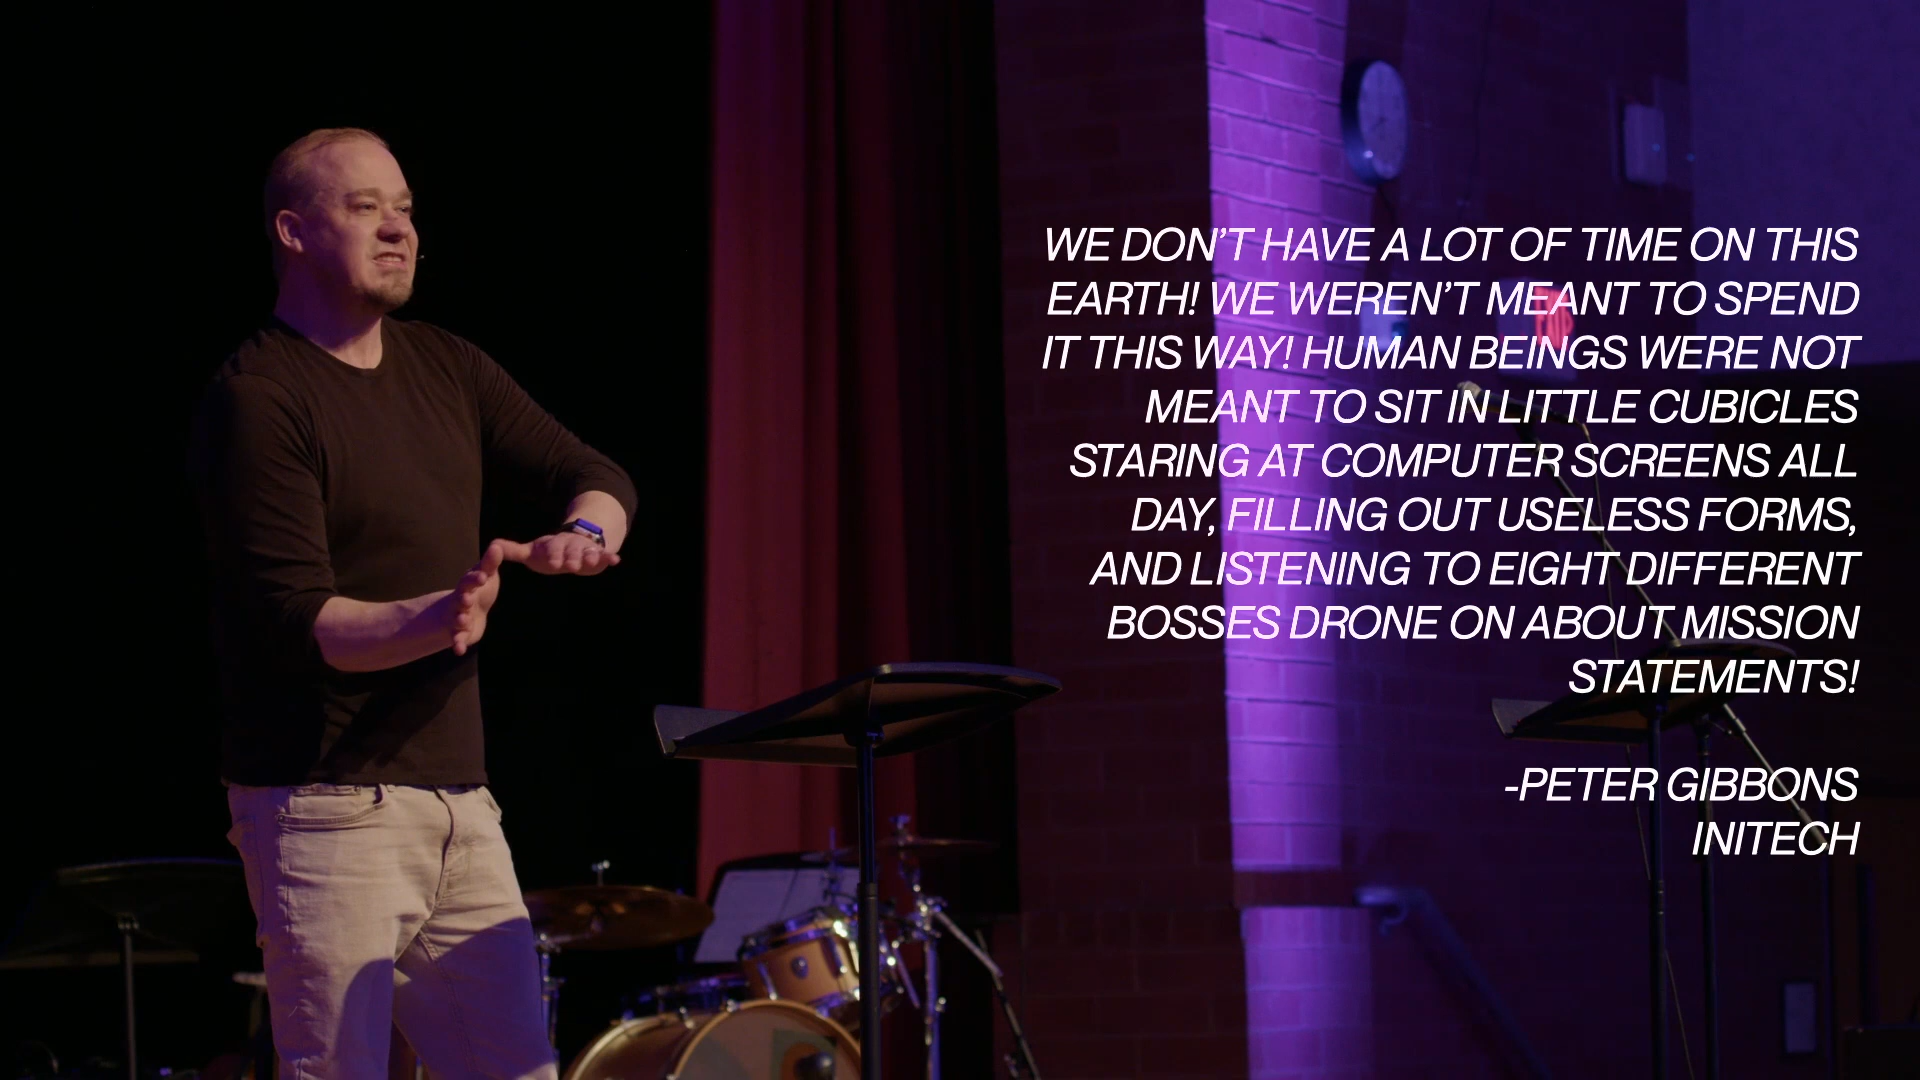 WE DON’T HAVE A LOT OF TIME ON THIS
EARTH! WE WEREN’T MEANT TO SPEND
IT THIS WAY! HUMAN BEINGS WERE NOT
MEANT TO SIT IN LITTLE CUBICLES
STARING AT COMPUTER SCREENS ALL
DAY, FILLING OUT USELESS FORMS,
AND LISTENING TO EIGHT DIFFERENT
BOSSES DRONE ON ABOUT MISSION
STATEMENTS!
-PETER GIBBONS
INITECH